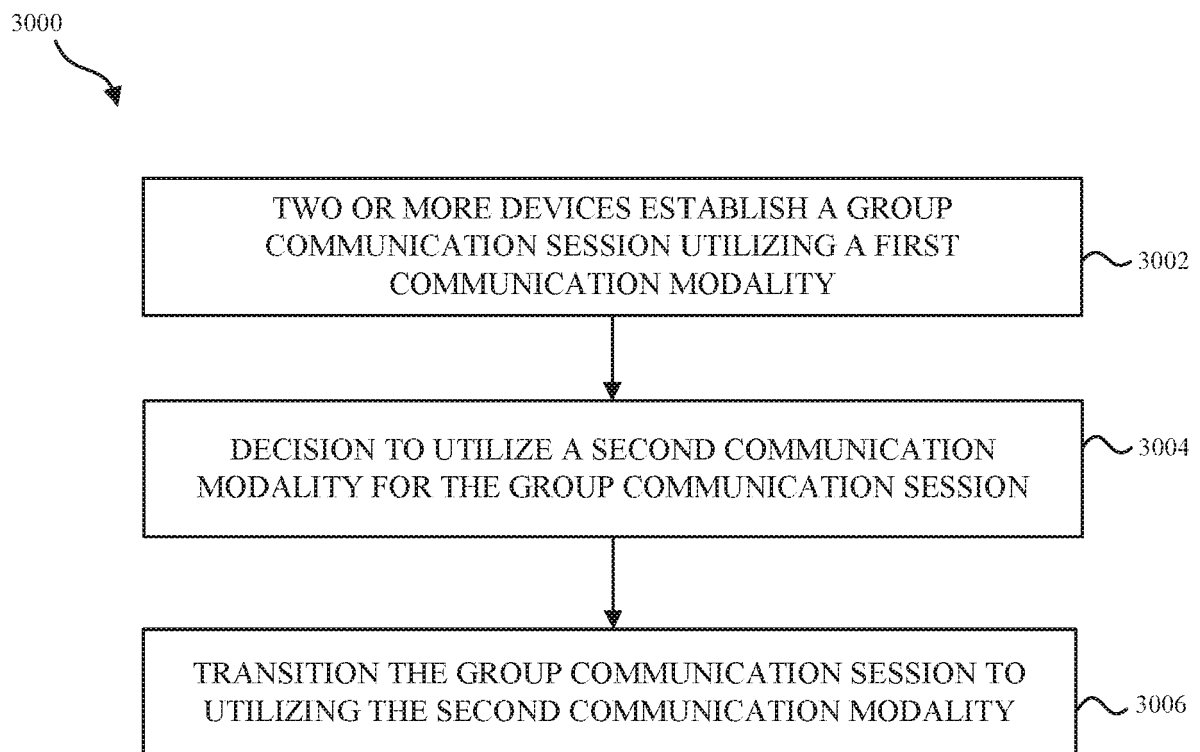 3000
TWO OR MORE DEVICES ESTABLISH A GROUP
COMMUNICATION SESSION UTILIZING A FIRST
COMMUNICATION MODALITY
3002
DECISION TO UTILIZE A SECOND COMMUNICATION
MODALITY FOR THE GROUP COMMUNICATION SESSION
3004
TRANSITION THE GROUP COMMUNICATION SESSION TO
UTILIZING THE SECOND COMMUNICATION MODALITY
3006